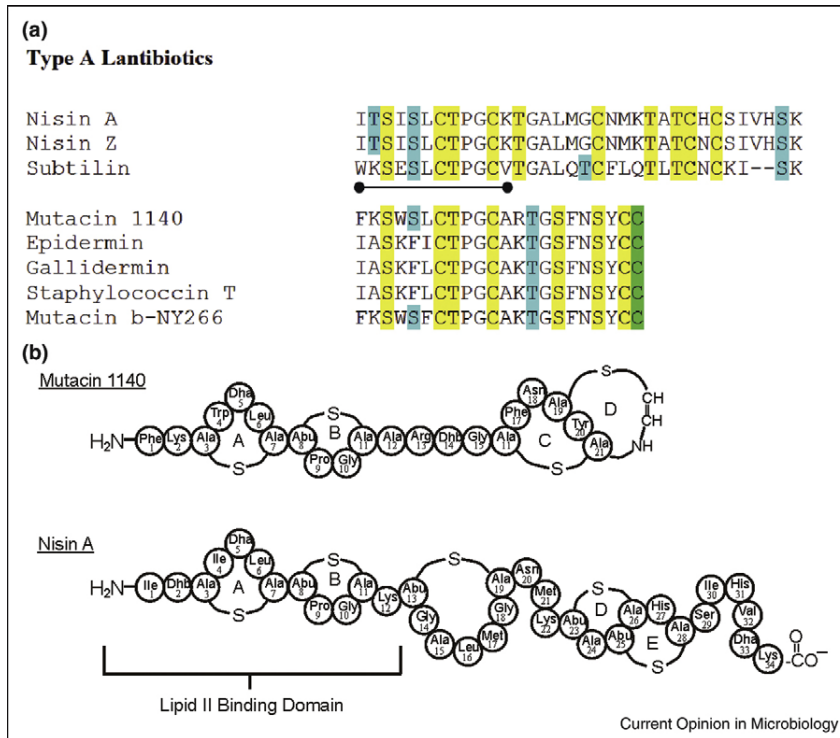 (a)
Type A Lantibiotics
Nisin A ITSISLCTPGCKTGALMGCNMKTATCHCSIVHSK
Nisin Z ITSISLCTPGCKTGALMGCNMKTATCNCSIVHSK
Subtilin WKSESLCTPGCVTGALQTCFLQTLTCNCKI--SK
Mutacin 1140 FKSWSLCTPGCARTGSFNSYCC
Epidermin IASKFICTPGCAKTGSFNSYCC
Gallidermin IASKFLCTPGCAKTGSFNSYCC
Staphylococcin T IASKFLCTPGCAKTGSFNSYCC
Mutacin b-NY266 FKSWSFCTPGCAKTGSFNSYCC
(b)
Mutacin 1140
H2N Phe 1 Lys 2 Ala 3 Trp 4 Dha 5 Leu 6 Ala 7 Abu 8 Pro 9 Gly 10 Ala 11 Ala 12 Arg 13 Dhb 14 Gly 15 Ala 11 Phe 17 Asn 18 Ala 19 Tyr 20 Ala 21
A B C D
S S S S CH CH NH
Nisin A
H2N Ile 1 Dhb 2 Ala 3 Ile 4 Dha 5 Leu 6 Ala 7 Abu 8 Pro 9 Gly 10 Ala 11 Lys 12 Abu 13 Gly 14 Ala 15 Leu 16 Met 17 Gly 18 Ala 19 Asn 20 Met 21 Lys 22 Abu 23 Ala 24 Abu 25 Ala 26 His 27 Ala 28 Ser 29 Ile 30 His 31 Val 32 Dha 33 Lys 34 O -CO−
A B D E
S S S S S
Lipid II Binding Domain
Current Opinion in Microbiology